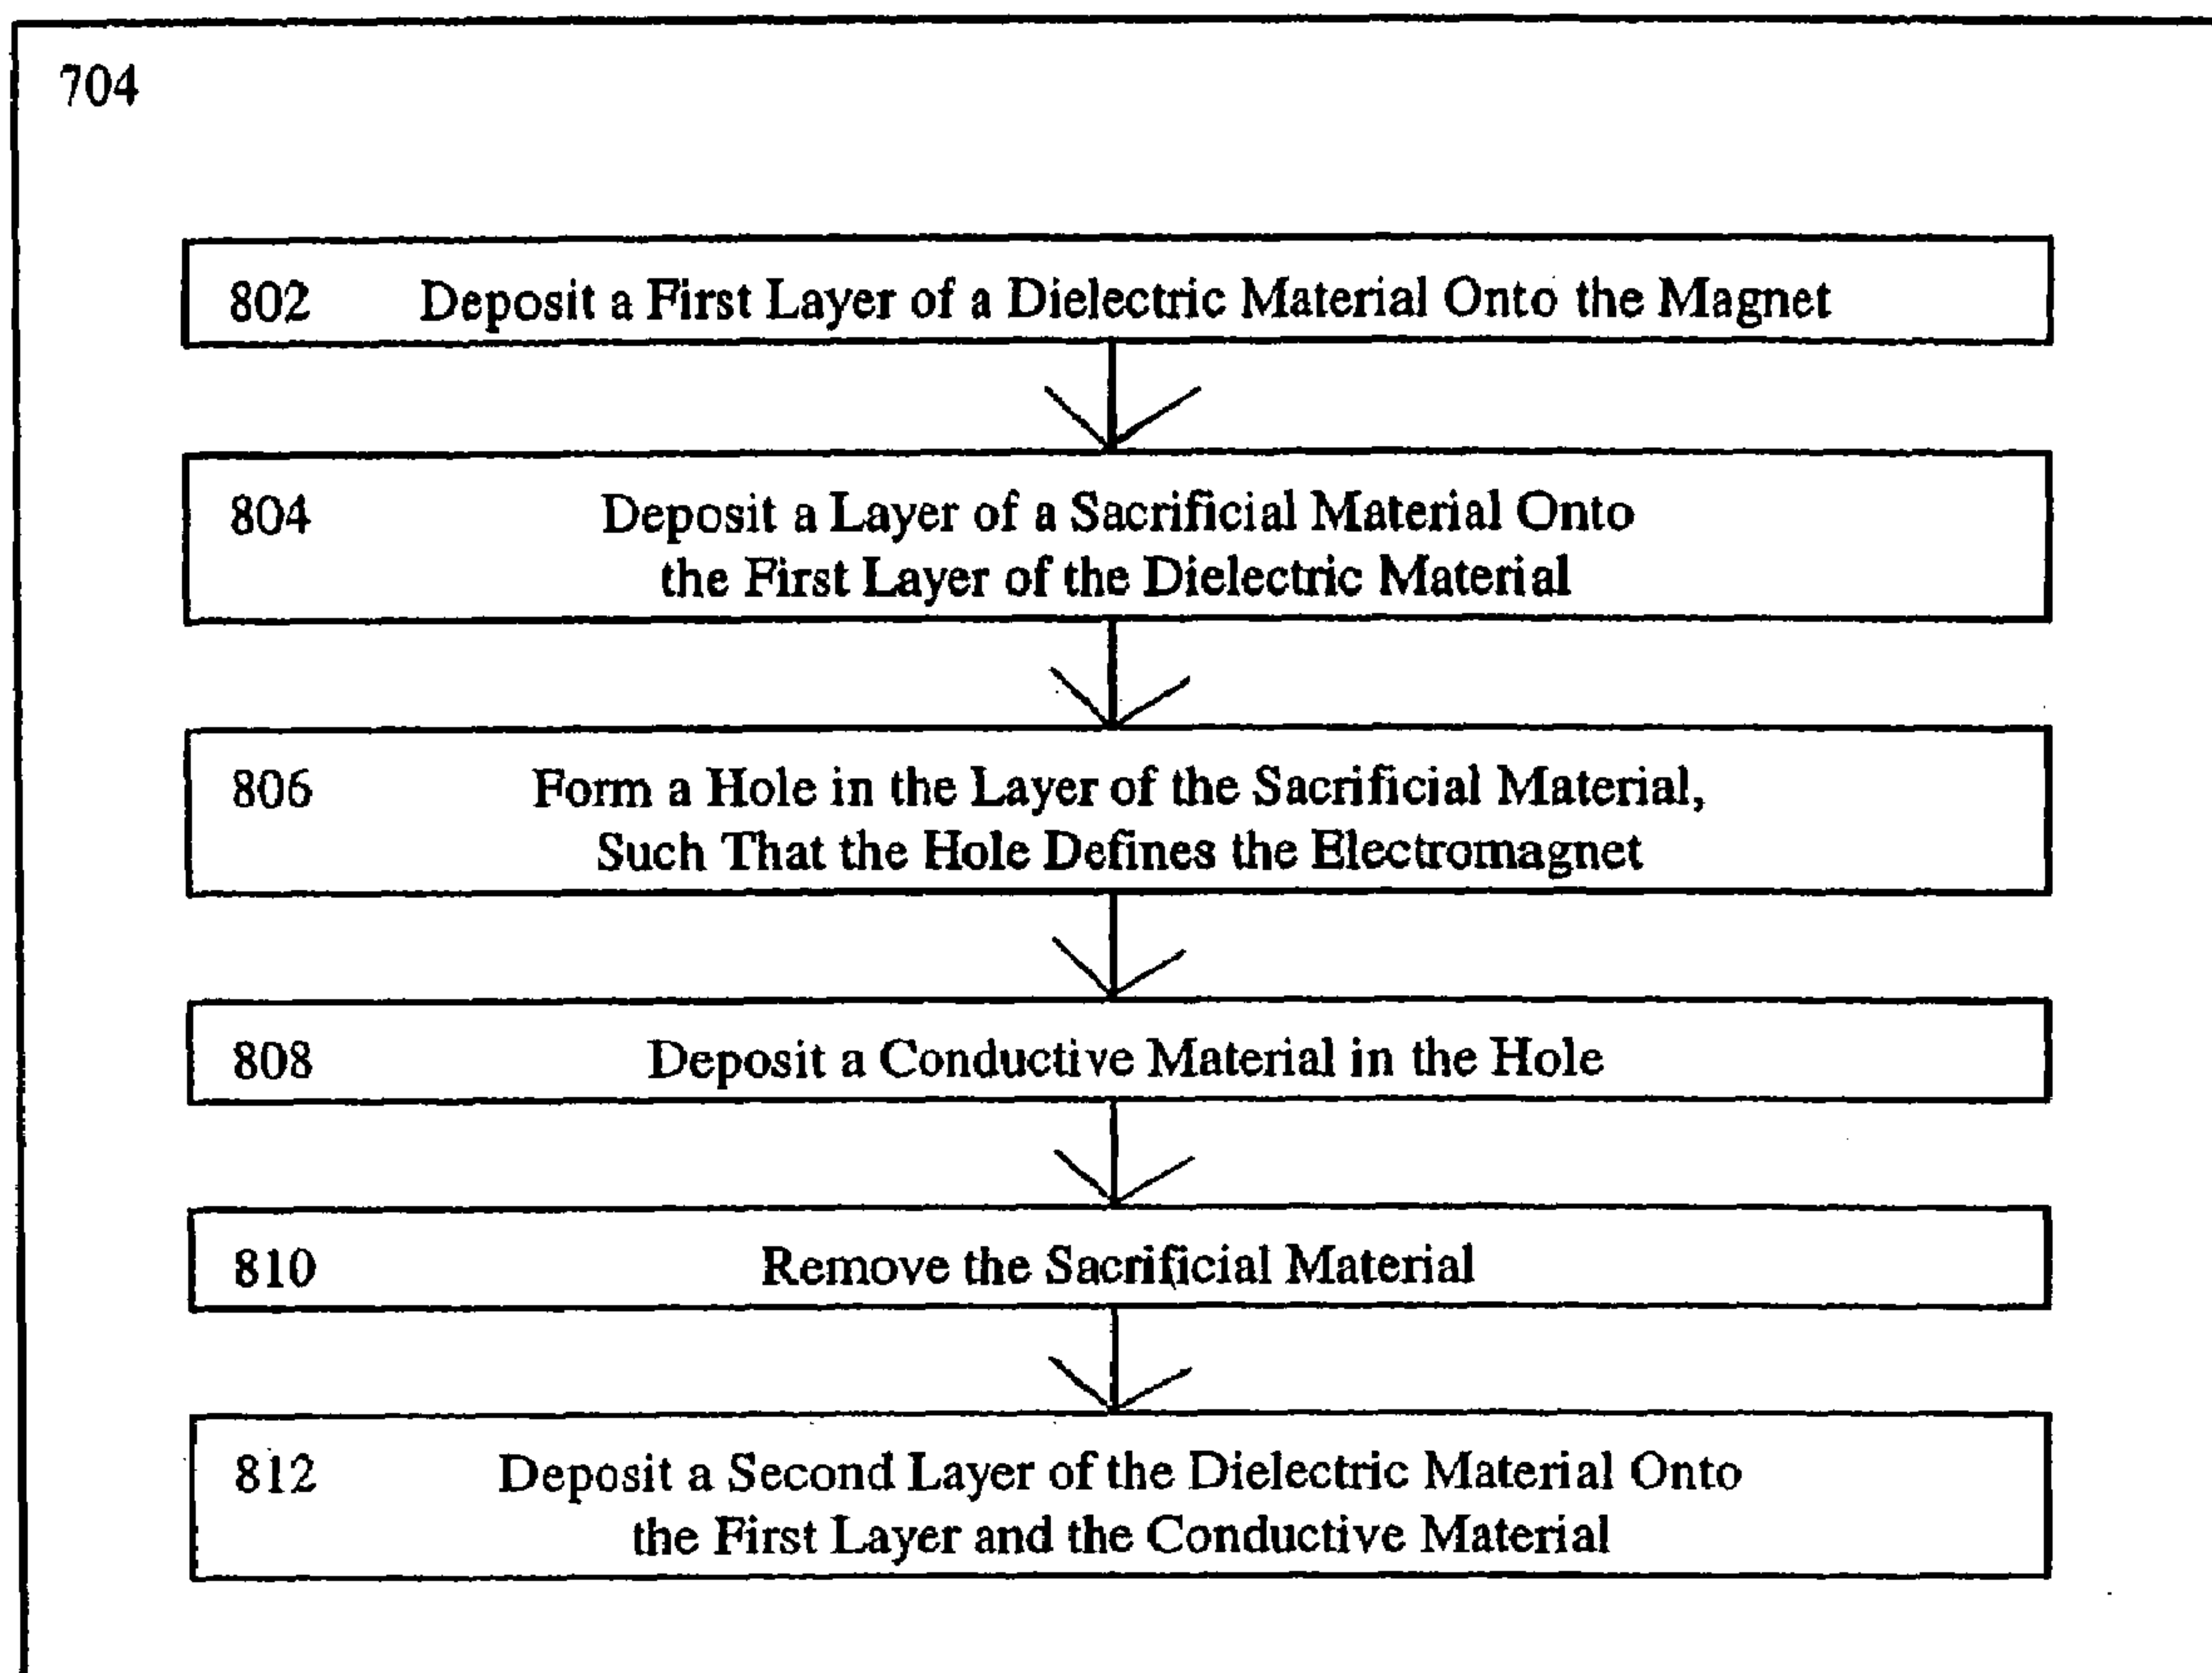 704
802 Deposit a First Layer of a Dielectric Material Onto the Magnet
804 Deposit a Layer of a Sacrificial Material Onto
the First Layer of the Dielectric Material
806 Form a Hole in the Layer of the Sacrificial Material,
Such That the Hole Defines the Electromagnet
808 Deposit a Conductive Material in the Hole
810 Remove the Sacrificial Material
812 Deposit a Second Layer of the Dielectric Material Onto
the First Layer and the Conductive Material